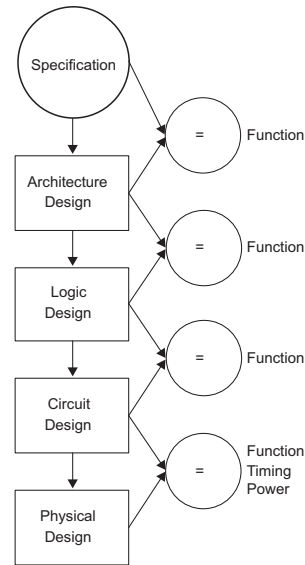 Specification
=
Function
Architecture
Design
=
Function
Logic
Design
=
Function
Circuit
Design
=
Function
Timing
Power
Physical
Design